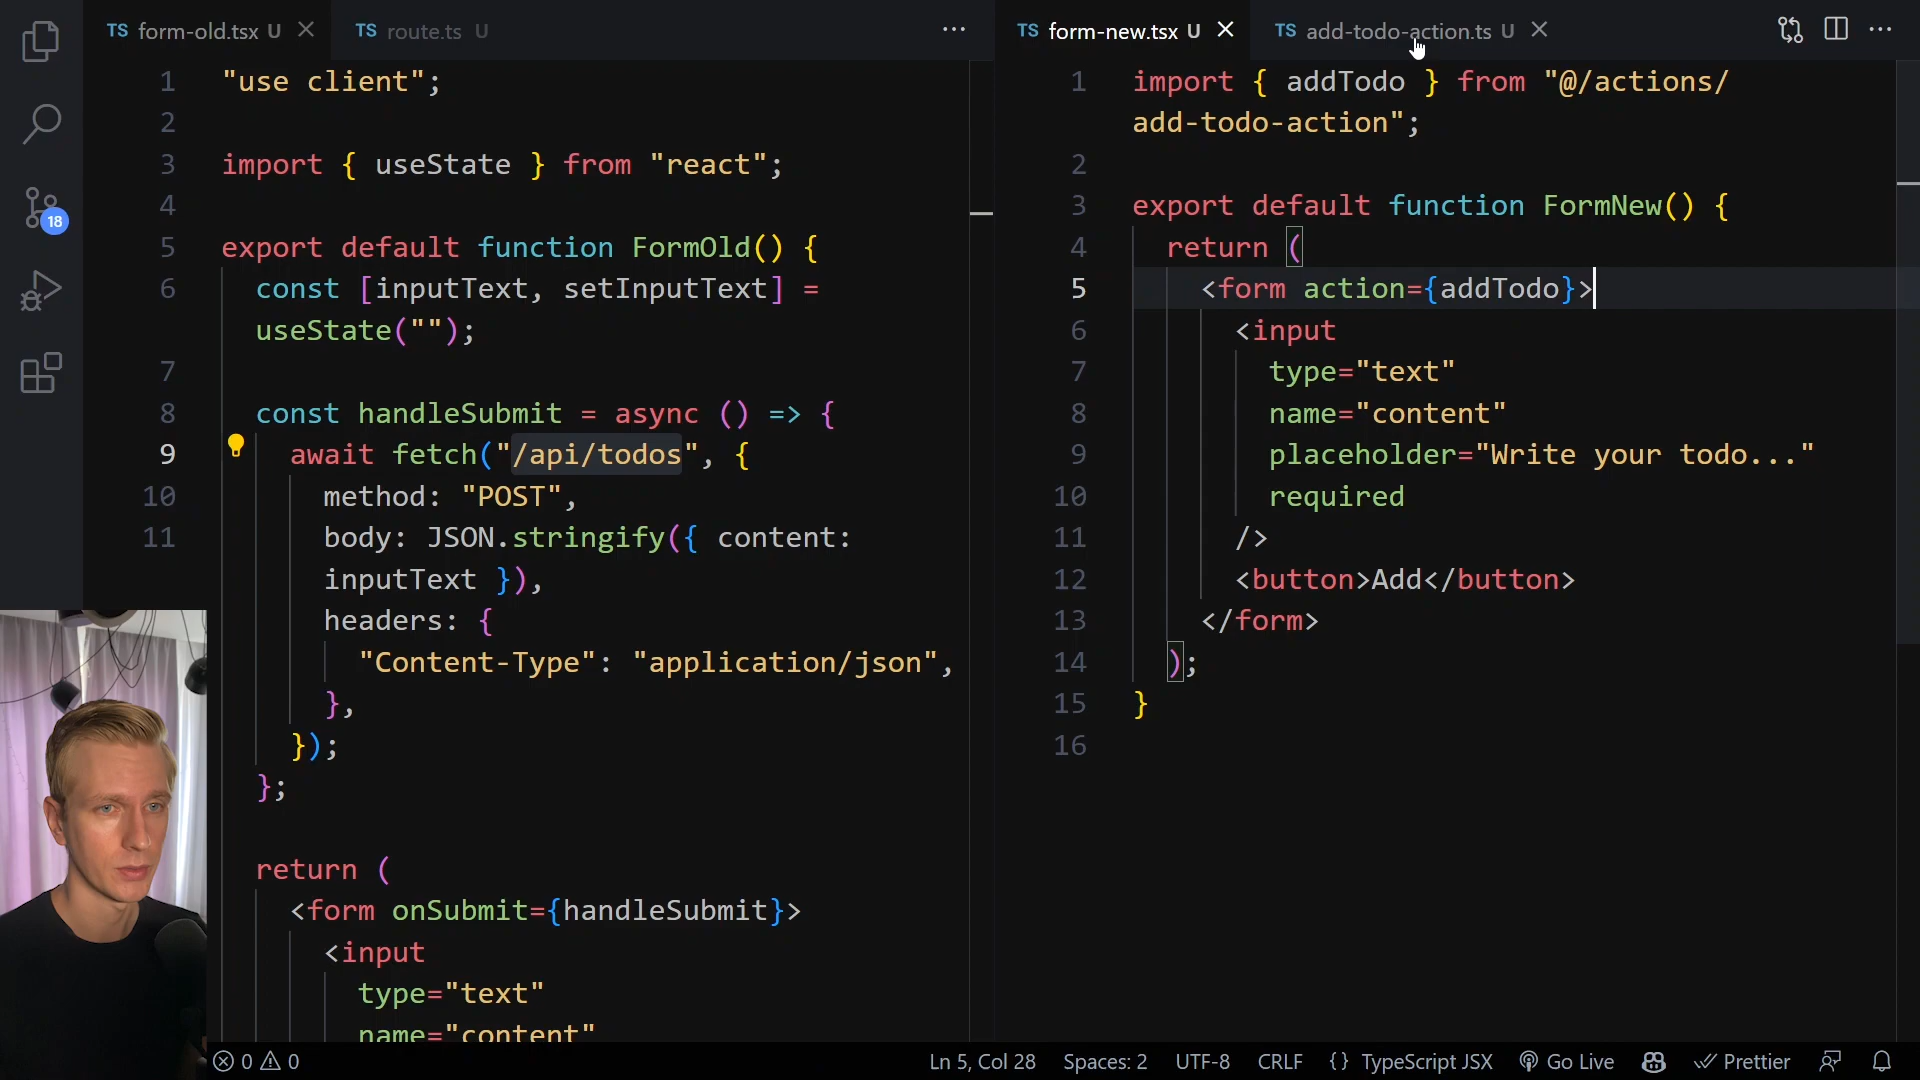 TS form-old.tsx U
TS route.ts U
1 "use client";
2
3 import { useState } from "react";
4
5 export default function FormOld() {
6 const [inputText, setInputText] =
useState("");
7
8 const handleSubmit = async () => {
9 await fetch("/api/todos", {
10 method: "POST",
11 body: JSON.stringify({ content:
inputText }),
headers: {
"Content-Type": "application/json",
},
});
};
return (
<form onSubmit={handleSubmit}>
<input
type="text"
name="content"
TS form-new.tsx U
TS add-todo-action.ts U
1 import { addTodo } from "@/actions/
add-todo-action";
2
3 export default function FormNew() {
4 return (
5 <form action={addTodo}>
6 <input
7 type="text"
8 name="content"
9 placeholder="Write your todo..."
10 required
11 />
12 <button>Add</button>
13 </form>
14 );
15 }
16
18
0 0
Ln 5, Col 28
Spaces: 2
UTF-8
CRLF
{ } TypeScript JSX
Go Live
Prettier